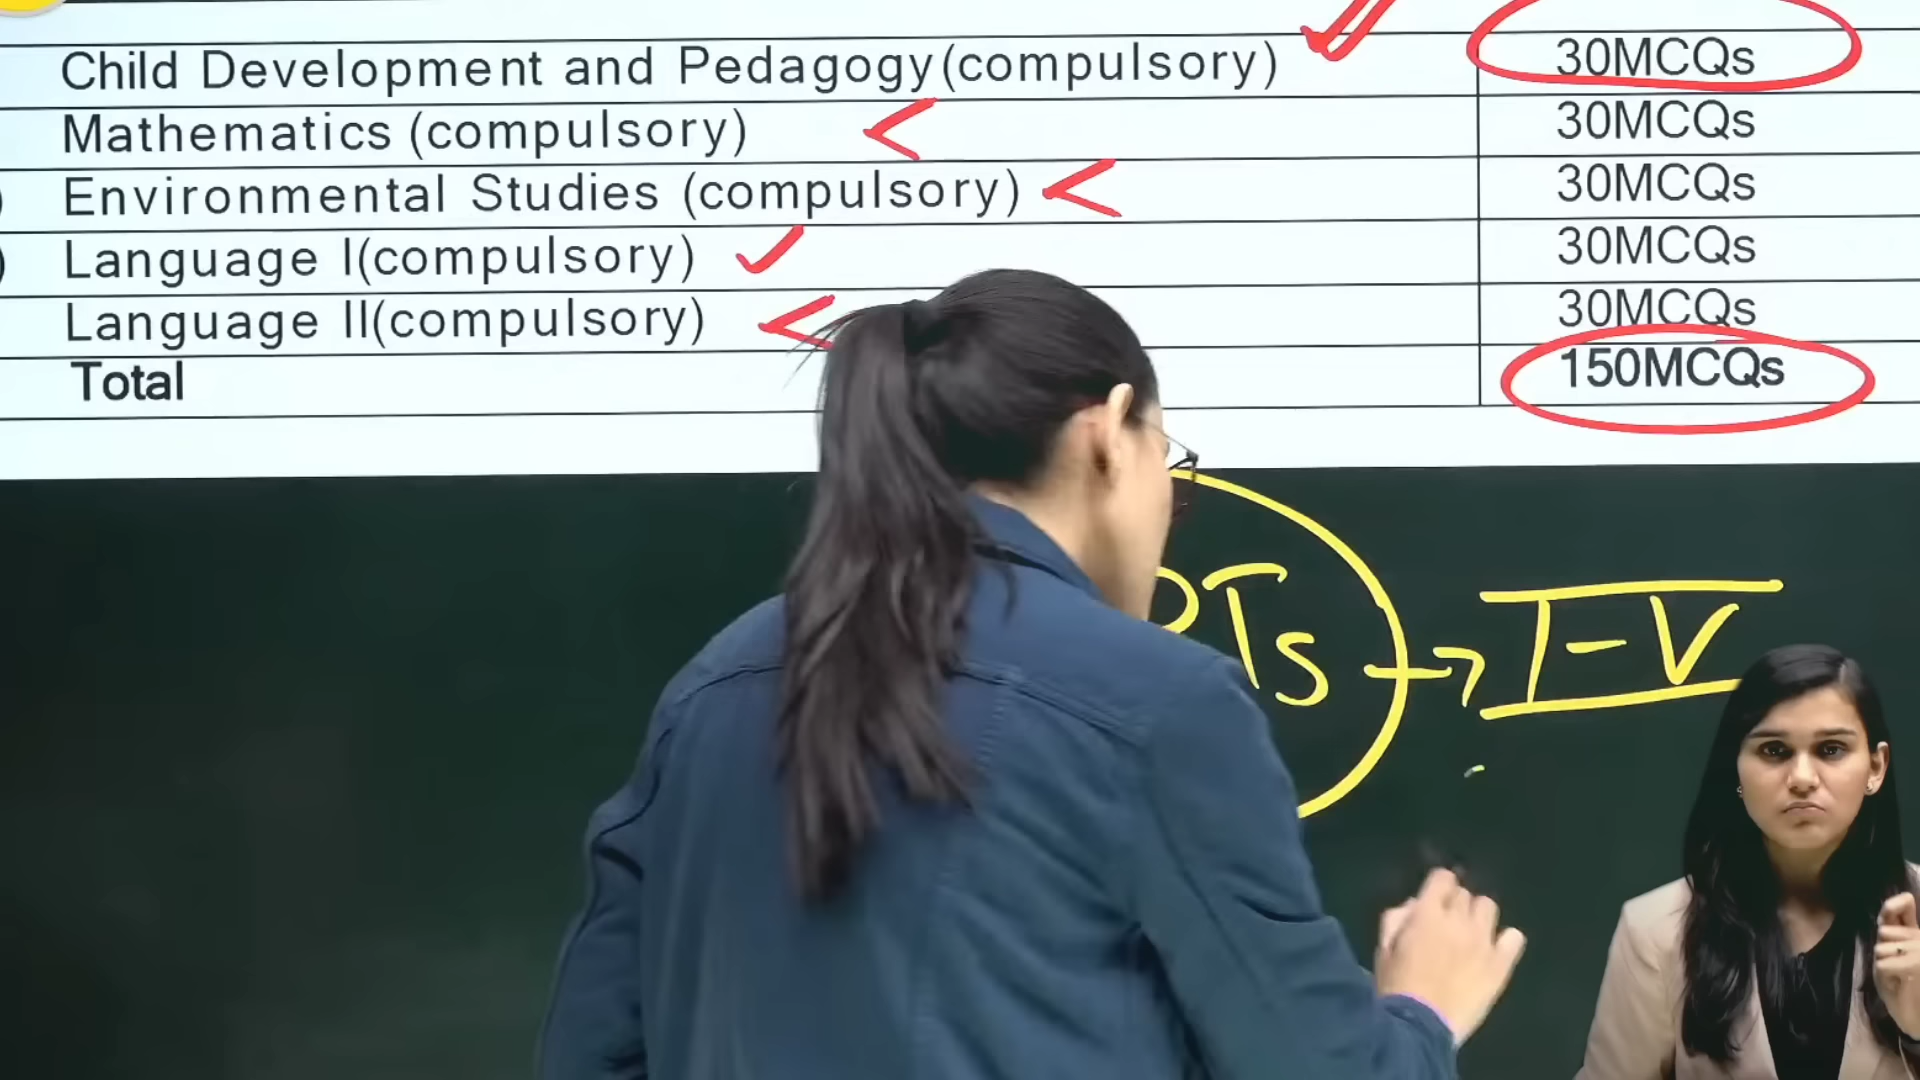 Child Development and Pedagogy(compulsory) 30MCQs
Mathematics (compulsory) 30MCQs
Environmental Studies (compulsory) 30MCQs
Language I(compulsory) 30MCQs
Language II(compulsory) 30MCQs
Total 150MCQs
I-V